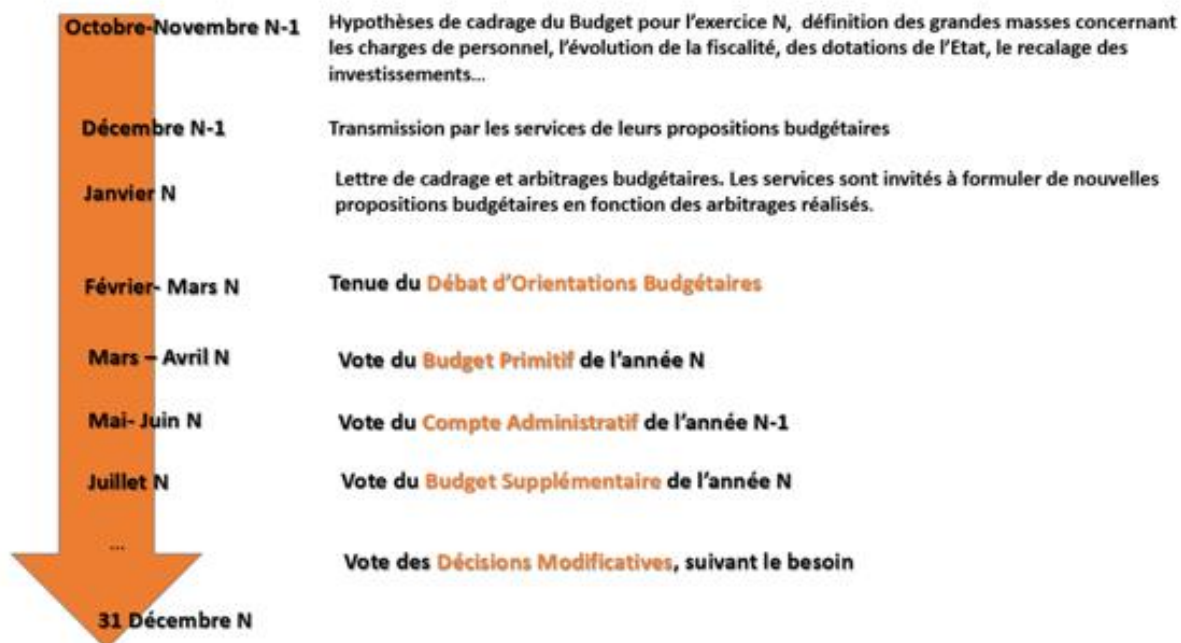 Octobre-Novembre N-1
Hypothèses de cadrage du Budget pour l'exercice N, définition des grandes masses concernant
les charges de personnel, l'évolution de la fiscalité, des dotations de l'Etat, le recalage des
investissements...
Décembre N-1
Transmission par les services de leurs propositions budgétaires
Janvier N
Lettre de cadrage et arbitrages budgétaires. Les services sont invités à formuler de nouvelles
propositions budgétaires en fonction des arbitrages réalisés.
Février- Mars N
Tenue du Débat d'Orientations Budgétaires
Mars – Avril N
Vote du Budget Primitif de l'année N
Mai- Juin N
Vote du Compte Administratif de l'année N-1
Juillet N
Vote du Budget Supplémentaire de l'année N
...
Vote des Décisions Modificatives, suivant le besoin
31 Décembre N